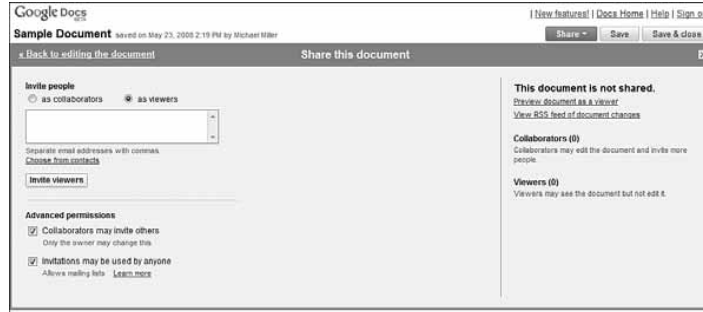 Google Docs
BETA
| New features! | Docs Home | Help | Sign o
Sample Document saved on May 23, 2008 2:19 PM by Michael Miller
Share Save Save & close
« Back to editing the document
Share this document
Invite people
as collaborators as viewers
Separate email addresses with commas.
Choose from contacts
Invite viewers
Advanced permissions
Collaborators may invite others
Only the owner may change this
Invitations may be used by anyone
Allows mailing lists Learn more
This document is not shared.
Preview document as a viewer
View RSS feed of document changes
Collaborators (0)
Collaborators may edit the document and invite more
people.
Viewers (0)
Viewers may see the document but not edit it.